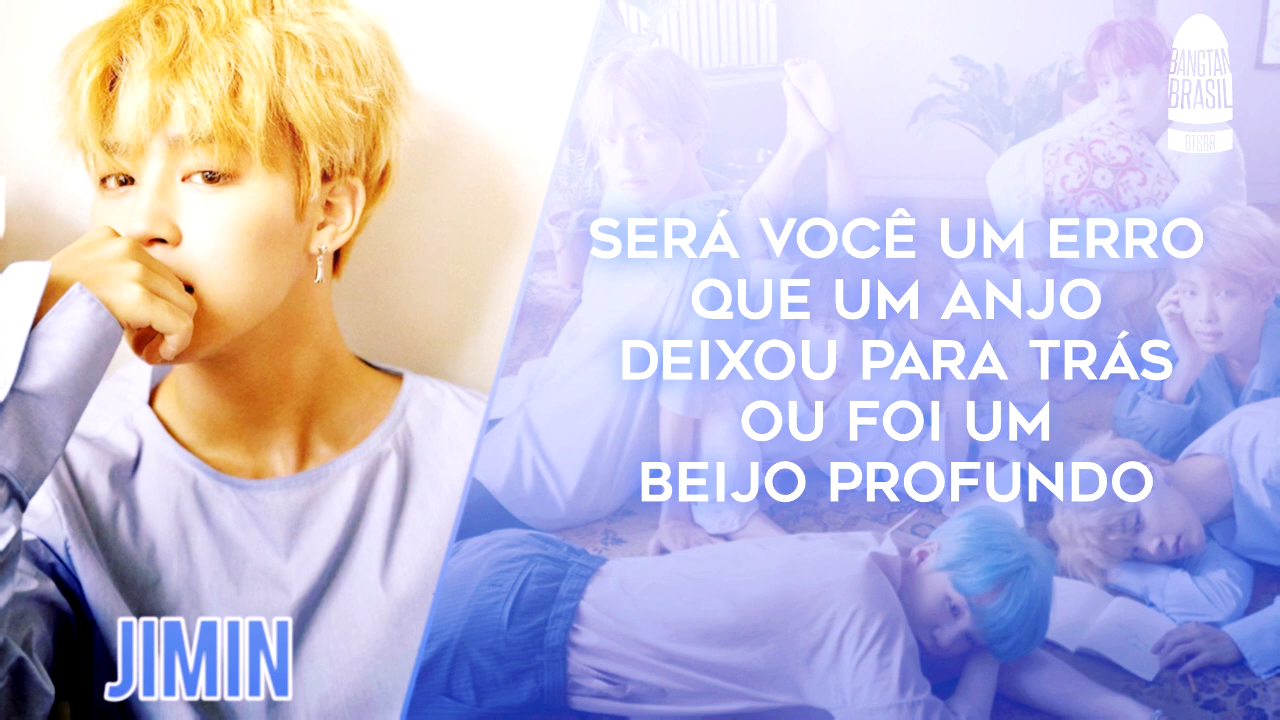 BANGTAN
BRASIL
BTSBR
SERÁ VOCÊ UM ERRO
QUE UM ANJO
DEIXOU PARA TRÁS
OU FOI UM
BEIJO PROFUNDO
JIMIN